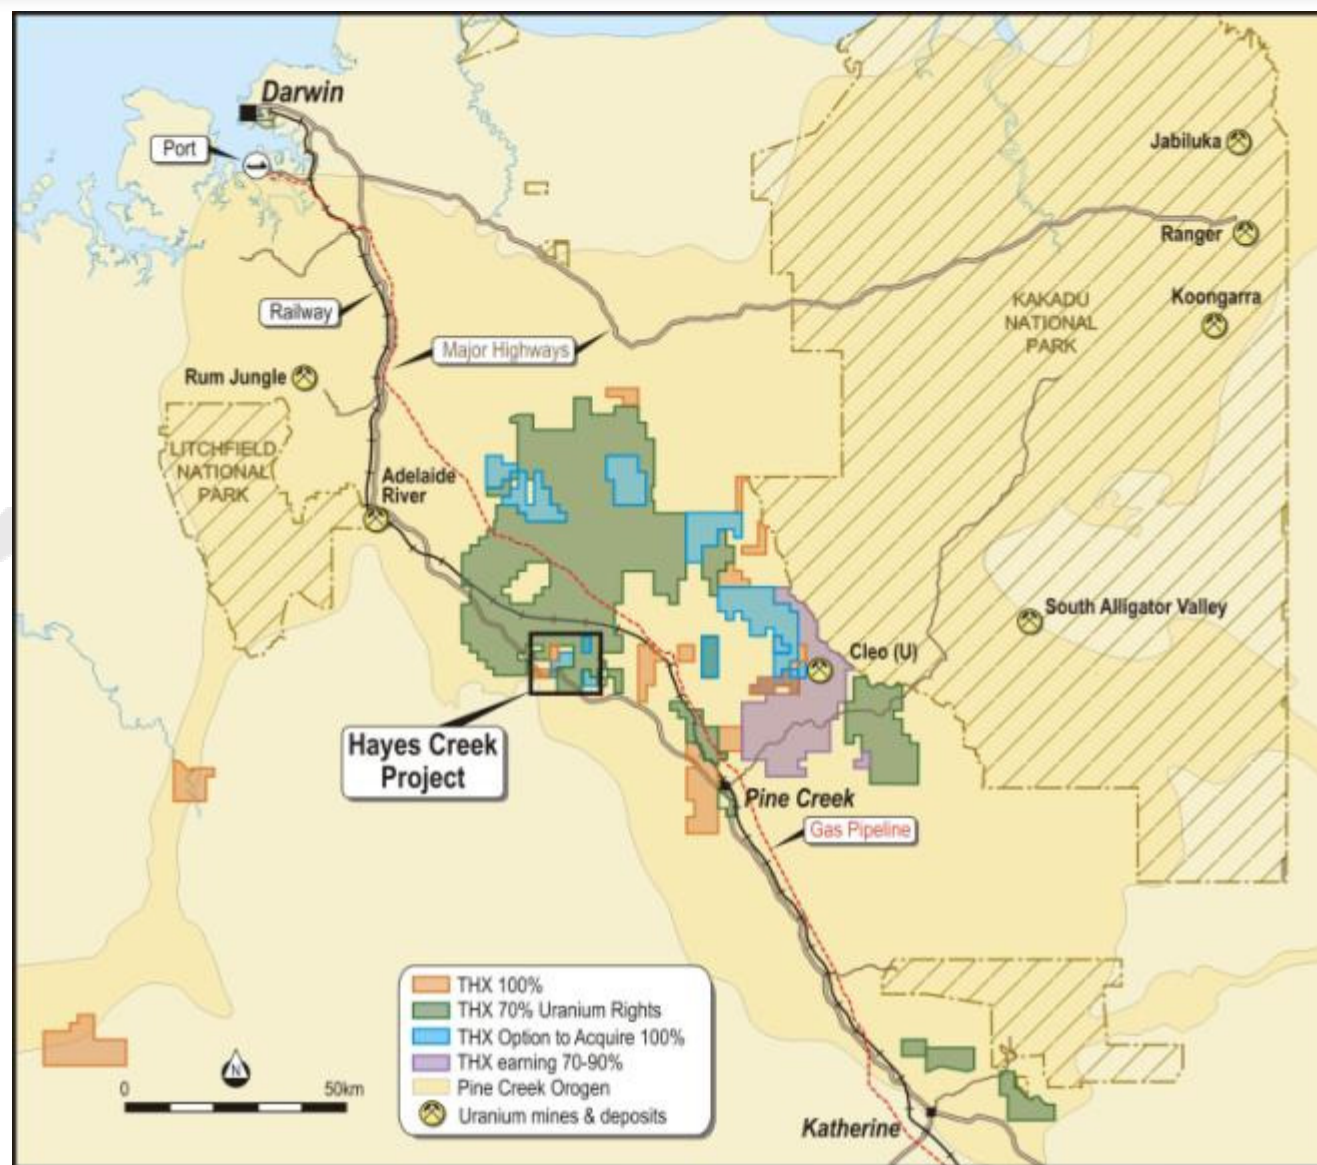 Darwin
Port
Jabiluka
Ranger
Koongarra
KAKADU
NATIONAL
PARK
Railway
Major Highways
Rum Jungle
LITCHFIELD
NATIONAL
PARK
Adelaide
River
South Alligator Valley
Cleo (U)
Hayes Creek
Project
Pine Creek
Gas Pipeline
THX 100%
THX 70% Uranium Rights
THX Option to Acquire 100%
THX earning 70-90%
Pine Creek Orogen
Uranium mines & deposits
N
0 50km
Katherine